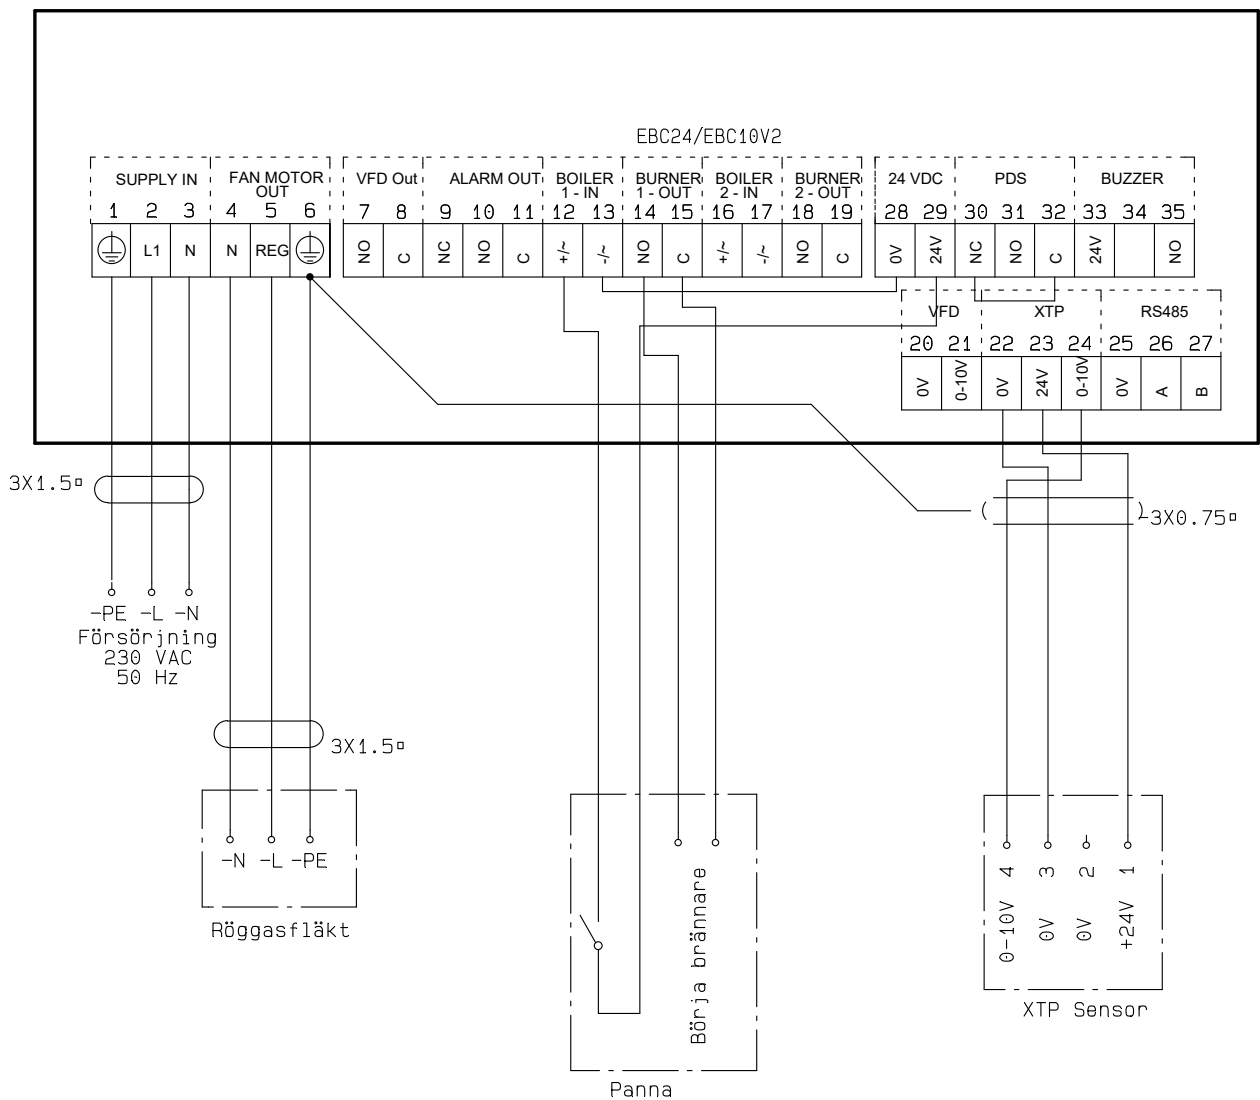 EBC24/EBC10V2
SUPPLY IN
FAN MOTOR
OUT
VFD Out
ALARM OUT
BOILER
1 - IN
BURNER
1 - OUT
BOILER
2 - IN
BURNER
2 - OUT
24 VDC
PDS
BUZZER
1 2 3 4 5 6 7 8 9 10 11 12 13 14 15 16 17 18 19 28 29 30 31 32 33 34 35
L1 N N REG NO C NC NO C +/~ -/~ NO C +/~ -/~ NO C 0V 24V NC NO C 24V NO
VFD
XTP
RS485
20 21 22 23 24 25 26 27
0V 0-10V 0V 24V 0-10V 0V A B
3X1.5▫
-3X0.75▫
-PE -L -N
Försörjning
230 VAC
50 Hz
3X1.5▫
-N -L -PE
Röggasfläkt
Börja brännare
Panna
4 3 2 1
0-10V 0V 0V +24V
XTP Sensor